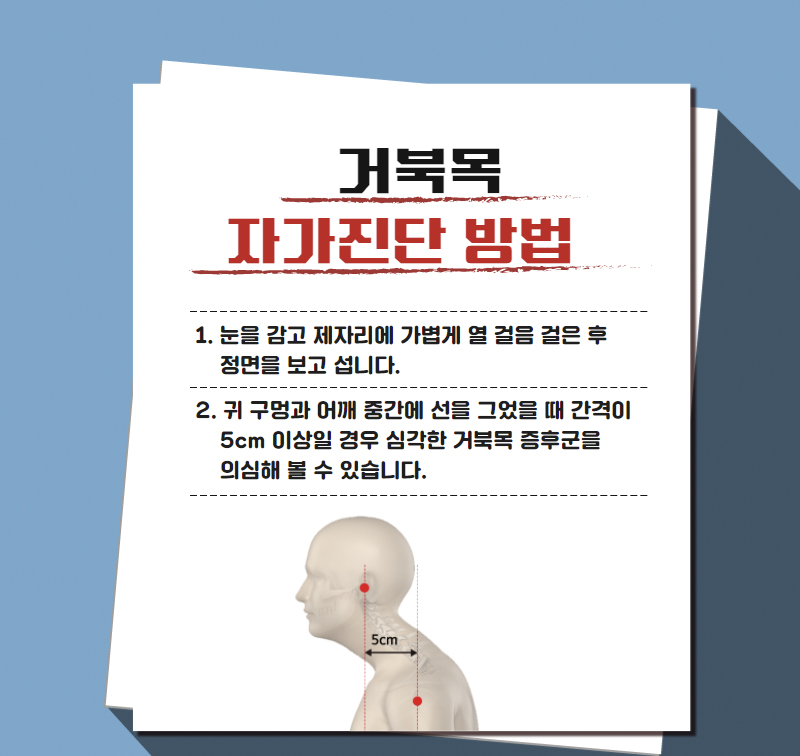 거북목
자가진단 방법
1. 눈을 감고 제자리에 가볍게 열 걸음 걸은 후
정면을 보고 섭니다.
2. 귀 구멍과 어깨 중간에 선을 그었을 때 간격이
5cm 이상일 경우 심각한 거북목 증후군을
의심해 볼 수 있습니다.
5cm